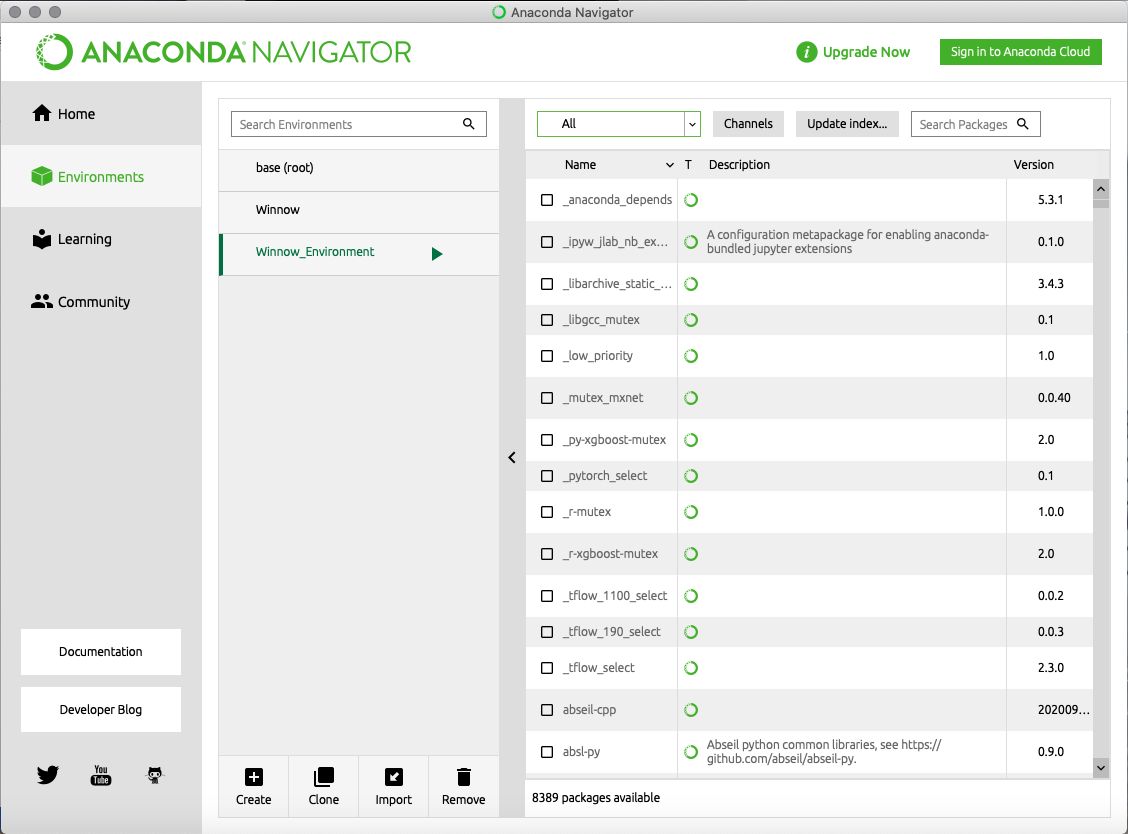 Anaconda Navigator
ANACONDA NAVIGATOR
i Upgrade Now
Sign in to Anaconda Cloud
Home
Environments
Learning
Community
Documentation
Developer Blog
You Tube
Search Environments
base (root)
Winnow
Winnow_Environment
Create Clone Import Remove
All
Channels
Update index...
Search Packages
Name T Description Version
_anaconda_depends 5.3.1
_ipyw_jlab_nb_ex... A configuration metapackage for enabling anaconda-
bundled jupyter extensions 0.1.0
_libarchive_static_... 3.4.3
_libgcc_mutex 0.1
_low_priority 1.0
_mutex_mxnet 0.0.40
_py-xgboost-mutex 2.0
_pytorch_select 0.1
_r-mutex 1.0.0
_r-xgboost-mutex 2.0
_tflow_1100_select 0.0.2
_tflow_190_select 0.0.3
_tflow_select 2.3.0
abseil-cpp 202009...
absl-py Abseil python common libraries, see https://
github.com/abseil/abseil-py. 0.9.0
8389 packages available